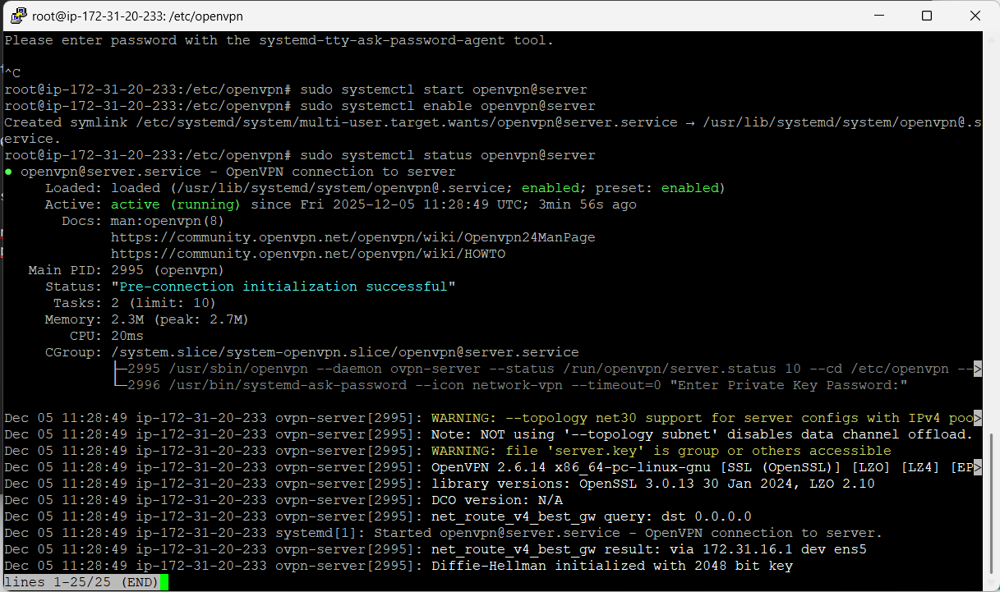 root@ip-172-31-20-233: /etc/openvpn
Please enter password with the systemd-tty-ask-password-agent tool.
^C
root@ip-172-31-20-233:/etc/openvpn# sudo systemctl start openvpn@server
root@ip-172-31-20-233:/etc/openvpn# sudo systemctl enable openvpn@server
Created symlink /etc/systemd/system/multi-user.target.wants/openvpn@server.service → /usr/lib/systemd/system/openvpn@.s
ervice.
root@ip-172-31-20-233:/etc/openvpn# sudo systemctl status openvpn@server
● openvpn@server.service - OpenVPN connection to server
     Loaded: loaded (/usr/lib/systemd/system/openvpn@.service; enabled; preset: enabled)
     Active: active (running) since Fri 2025-12-05 11:28:49 UTC; 3min 56s ago
       Docs: man:openvpn(8)
             https://community.openvpn.net/openvpn/wiki/Openvpn24ManPage
             https://community.openvpn.net/openvpn/wiki/HOWTO
   Main PID: 2995 (openvpn)
     Status: "Pre-connection initialization successful"
      Tasks: 2 (limit: 10)
     Memory: 2.3M (peak: 2.7M)
        CPU: 20ms
     CGroup: /system.slice/system-openvpn.slice/openvpn@server.service
             ├─2995 /usr/sbin/openvpn --daemon ovpn-server --status /run/openvpn/server.status 10 --cd /etc/openvpn -->
             └─2996 /usr/bin/systemd-ask-password --icon network-vpn --timeout=0 "Enter Private Key Password:"
Dec 05 11:28:49 ip-172-31-20-233 ovpn-server[2995]: WARNING: --topology net30 support for server configs with IPv4 poo>
Dec 05 11:28:49 ip-172-31-20-233 ovpn-server[2995]: Note: NOT using '--topology subnet' disables data channel offload.
Dec 05 11:28:49 ip-172-31-20-233 ovpn-server[2995]: WARNING: file 'server.key' is group or others accessible
Dec 05 11:28:49 ip-172-31-20-233 ovpn-server[2995]: OpenVPN 2.6.14 x86_64-pc-linux-gnu [SSL (OpenSSL)] [LZO] [LZ4] [EP>
Dec 05 11:28:49 ip-172-31-20-233 ovpn-server[2995]: library versions: OpenSSL 3.0.13 30 Jan 2024, LZO 2.10
Dec 05 11:28:49 ip-172-31-20-233 ovpn-server[2995]: DCO version: N/A
Dec 05 11:28:49 ip-172-31-20-233 ovpn-server[2995]: net_route_v4_best_gw query: dst 0.0.0.0
Dec 05 11:28:49 ip-172-31-20-233 systemd[1]: Started openvpn@server.service - OpenVPN connection to server.
Dec 05 11:28:49 ip-172-31-20-233 ovpn-server[2995]: net_route_v4_best_gw result: via 172.31.16.1 dev ens5
Dec 05 11:28:49 ip-172-31-20-233 ovpn-server[2995]: Diffie-Hellman initialized with 2048 bit key
lines 1-25/25 (END)